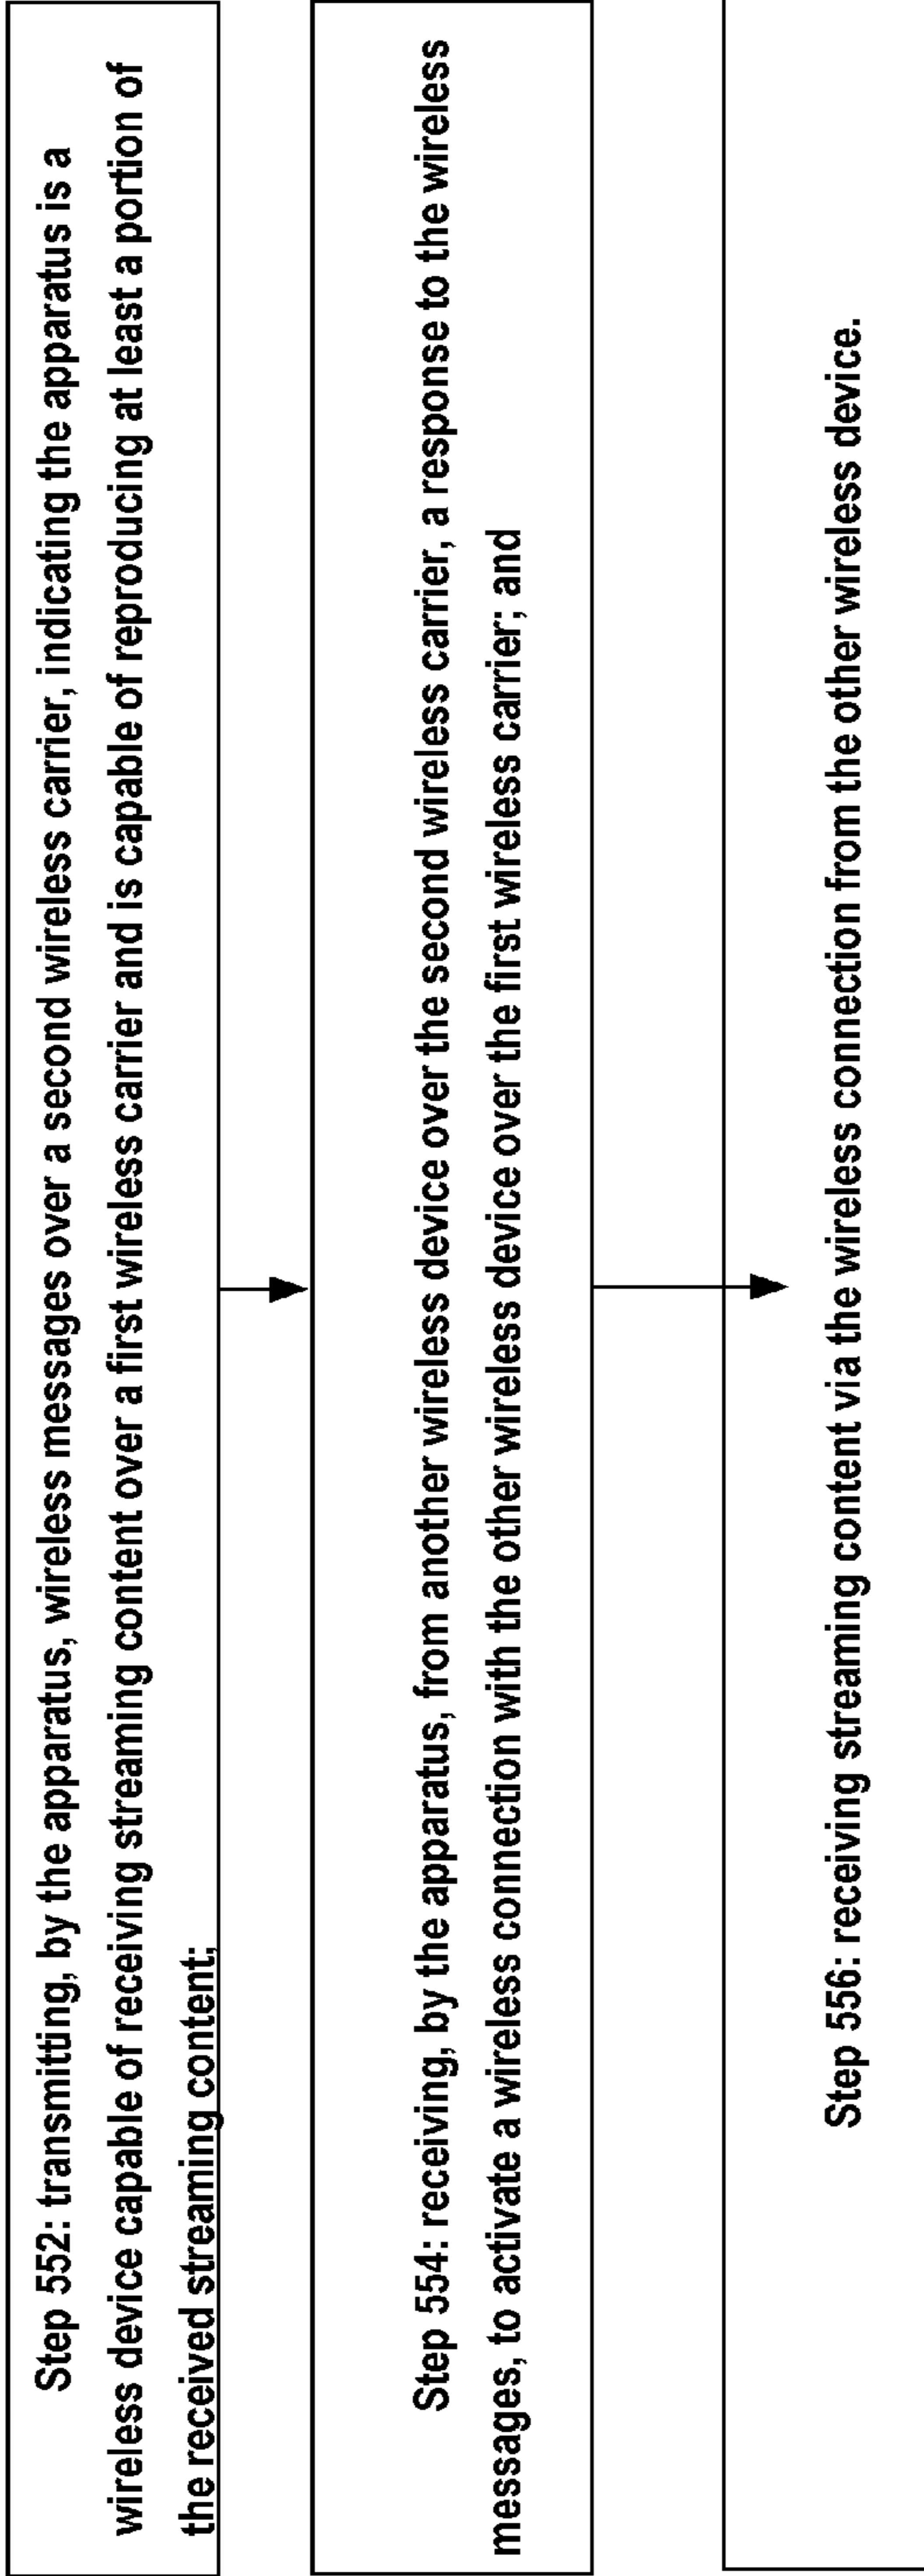 Step 552: transmitting, by the apparatus, wireless messages over a second wireless carrier, indicating the apparatus is a
wireless device capable of receiving streaming content over a first wireless carrier and is capable of reproducing at least a portion of
the received streaming content;
Step 554: receiving, by the apparatus, from another wireless device over the second wireless carrier, a response to the wireless
messages, to activate a wireless connection with the other wireless device over the first wireless carrier; and
Step 556: receiving streaming content via the wireless connection from the other wireless device.